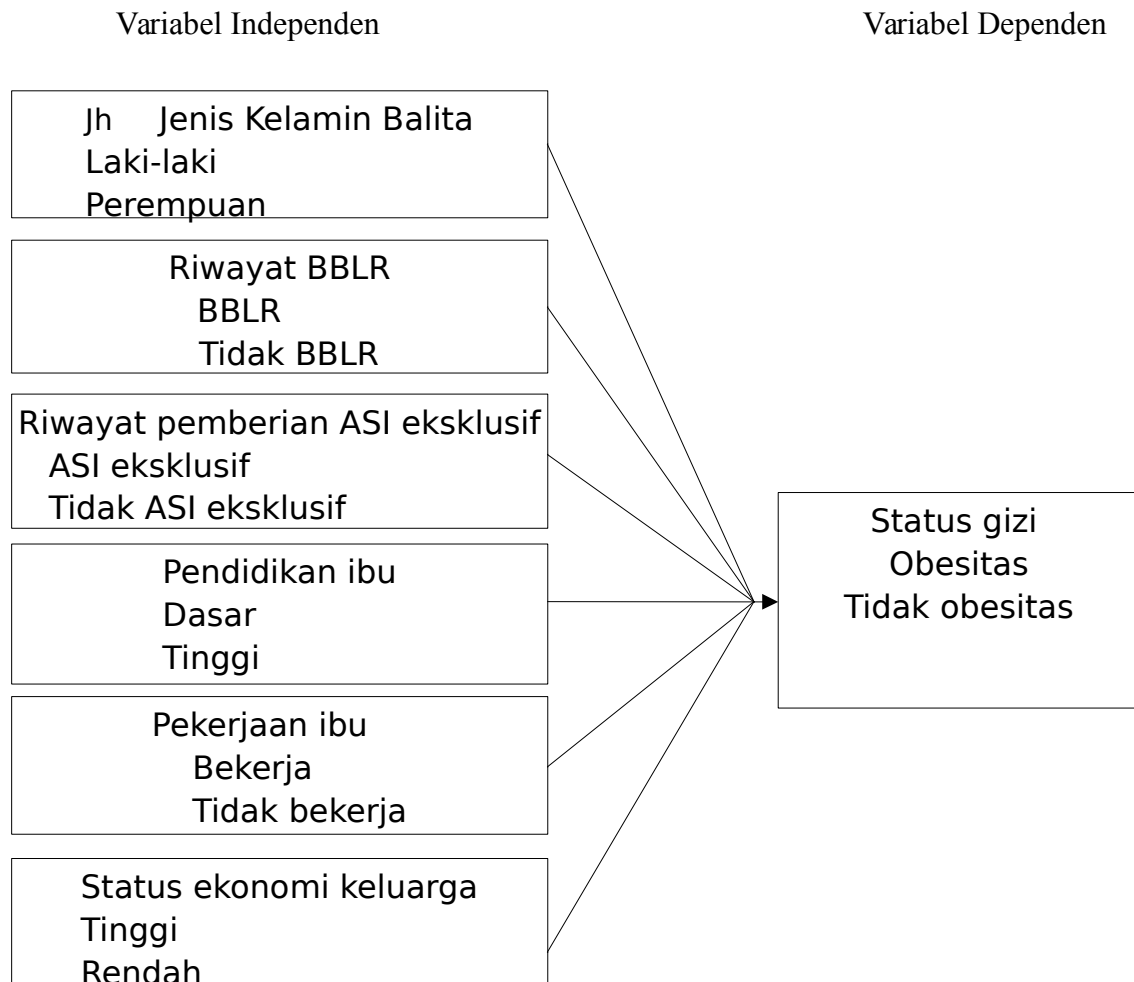 Variabel Independen
Variabel Dependen
Jh Jenis Kelamin Balita
Laki-laki
Perempuan
Riwayat BBLR
BBLR
Tidak BBLR
Riwayat pemberian ASI eksklusif
ASI eksklusif
Tidak ASI eksklusif
Pendidikan ibu
Dasar
Tinggi
Pekerjaan ibu
Bekerja
Tidak bekerja
Status ekonomi keluarga
Tinggi
Rendah
Status gizi
Obesitas
Tidak obesitas